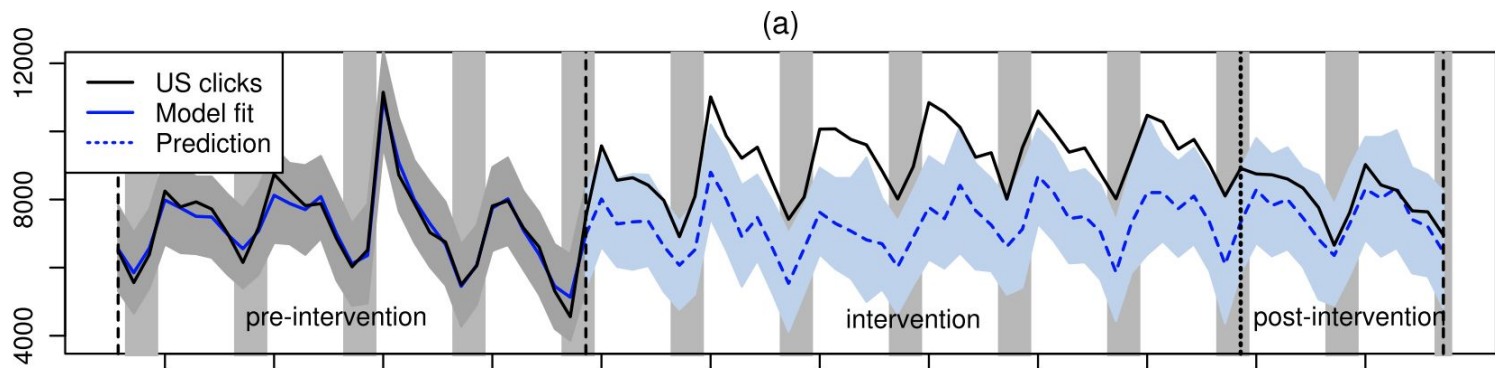 (a)
12000
8000
4000
US clicks
Model fit
Prediction
pre-intervention
intervention
post-intervention